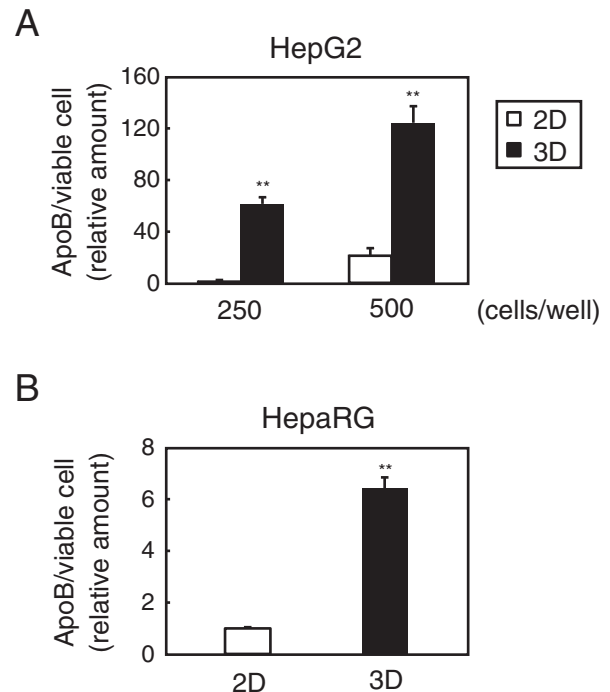 A
HepG2
ApoB/viable cell
(relative amount)
160
120
80
40
0
**
**
250
500
(cells/well)
2D
3D
B
HepaRG
ApoB/viable cell
(relative amount)
8
6
4
2
0
**
2D
3D